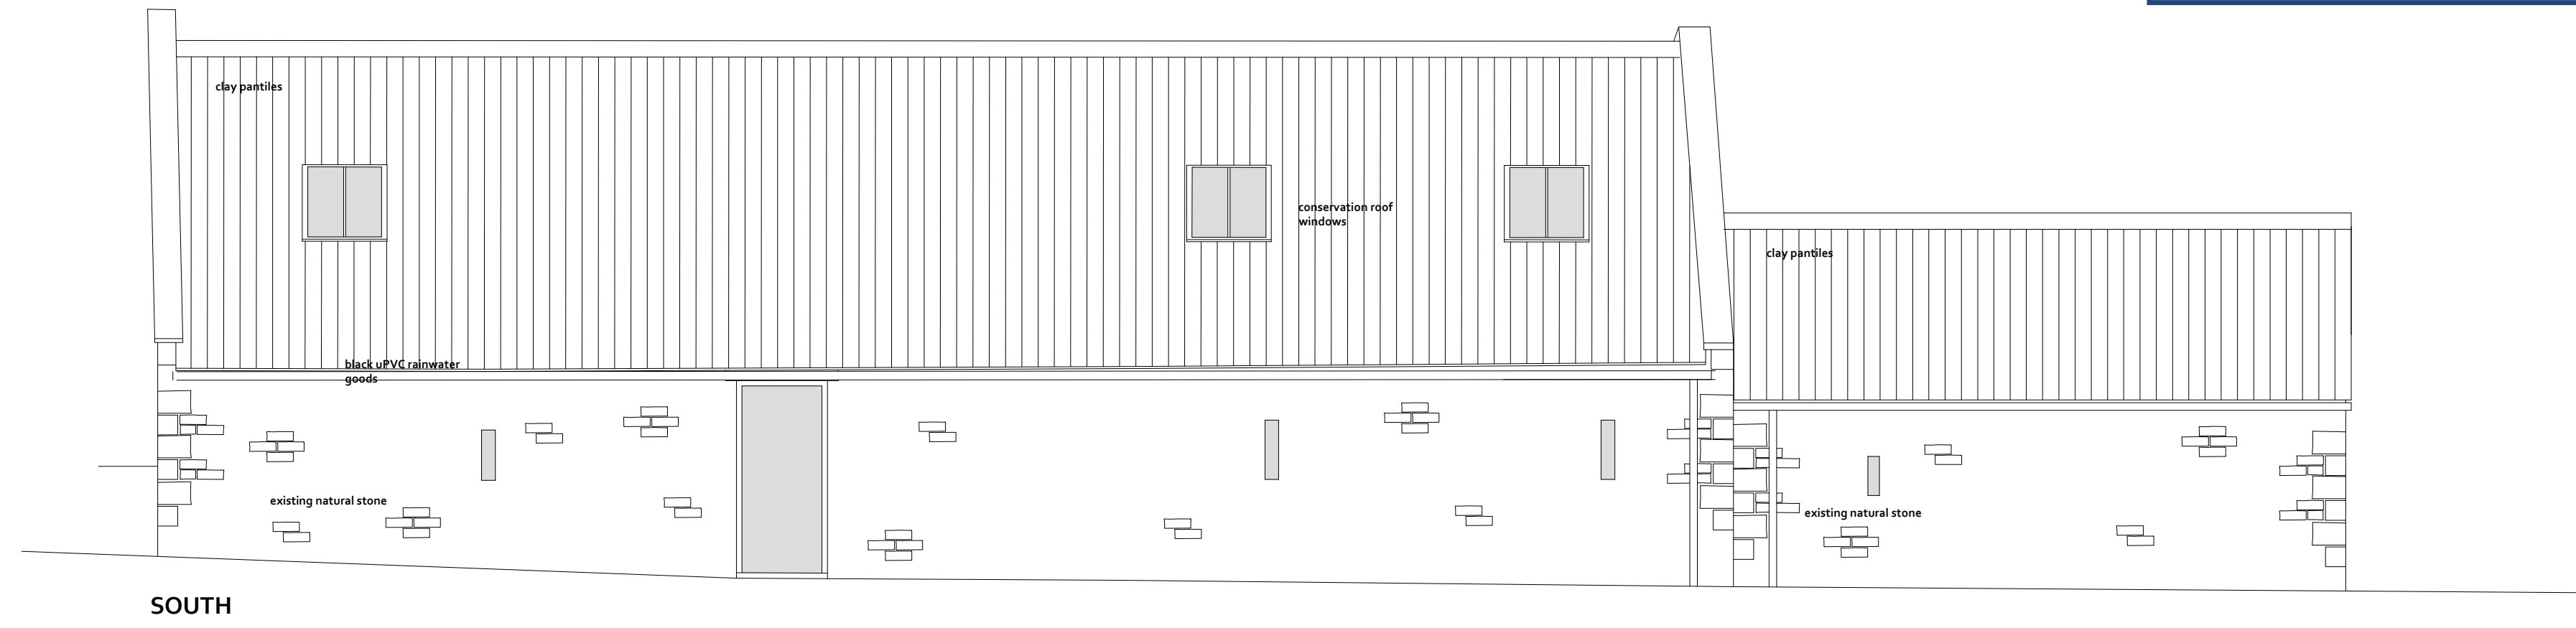 clay pantiles
conservation roof
windows
clay pantiles
black uPVC rainwater
goods
existing natural stone
existing natural stone
SOUTH